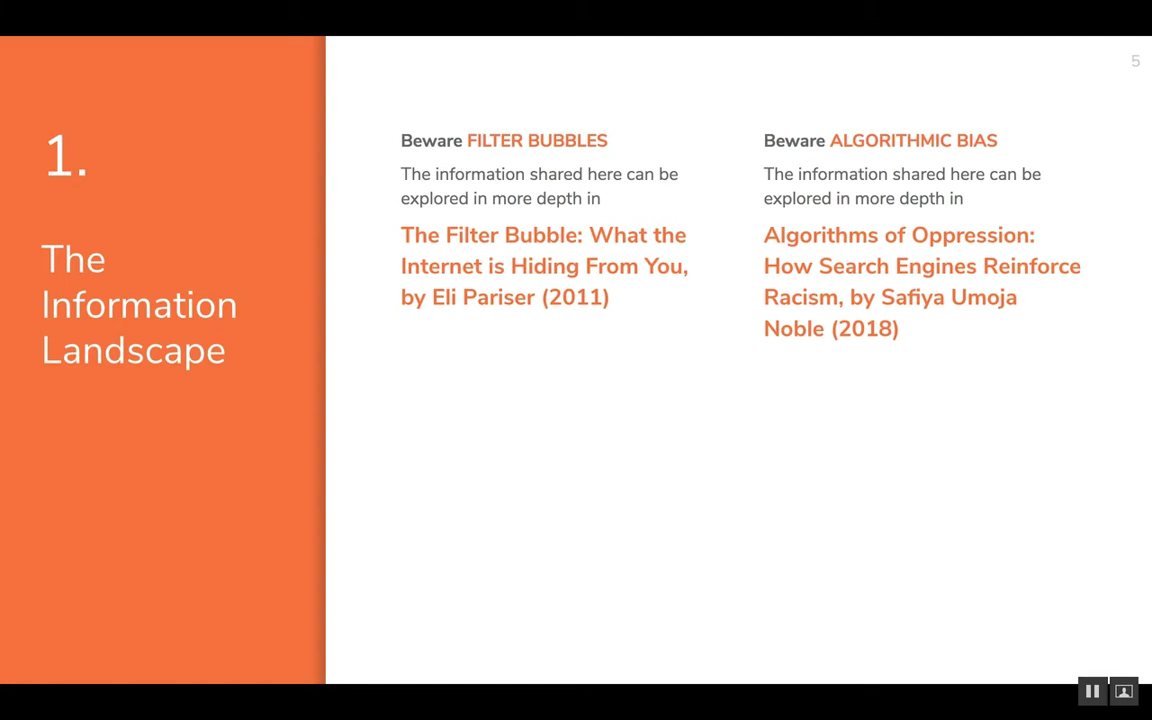 5
1.
The
Information
Landscape
Beware FILTER BUBBLES
The information shared here can be
explored in more depth in
The Filter Bubble: What the
Internet is Hiding From You,
by Eli Pariser (2011)
Beware ALGORITHMIC BIAS
The information shared here can be
explored in more depth in
Algorithms of Oppression:
How Search Engines Reinforce
Racism, by Safiya Umoja
Noble (2018)